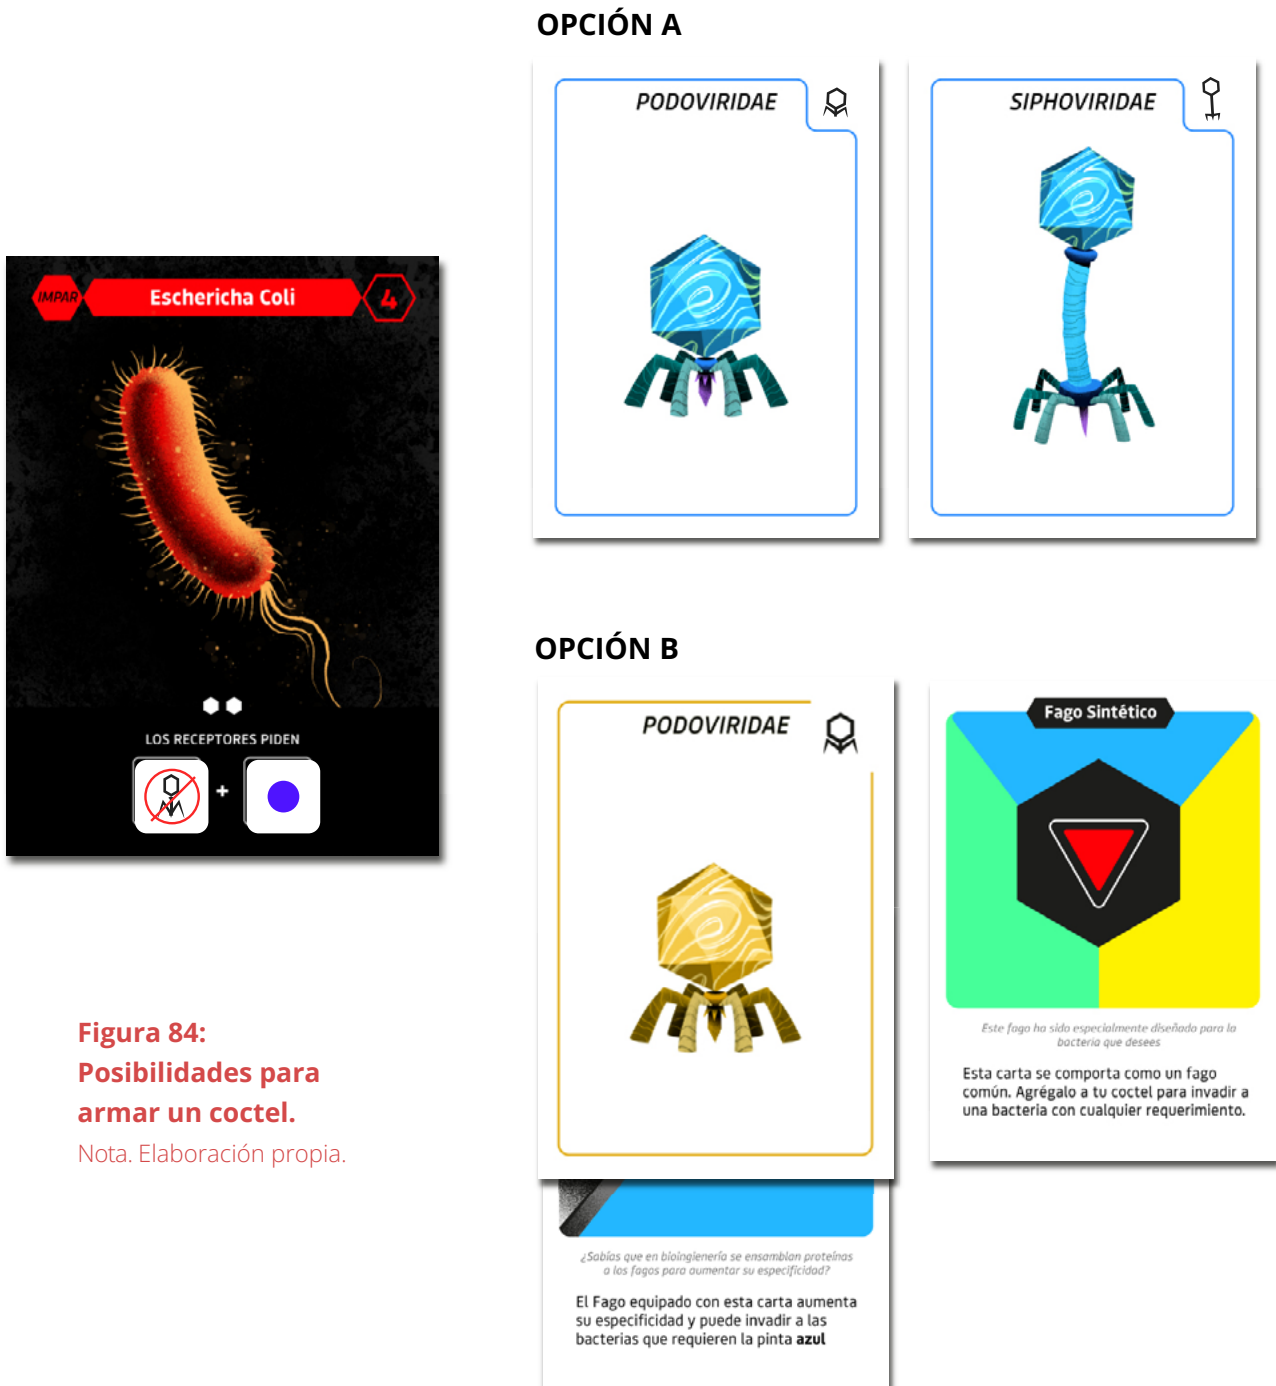 OPCIÓN A
PODOVIRIDAE
SIPHOVIRIDAE
IMPAR
Eschericha Coli
4
LOS RECEPTORES PIDEN
+
OPCIÓN B
PODOVIRIDAE
Fago Sintético
Este fago ha sido especialmente diseñado para la
bacteria que desees
Esta carta se comporta como un fago
común. Agrégalo a tu coctel para invadir a
una bacteria con cualquier requerimiento.
¿Sabías que en bioingienería se ensamblan proteínas
a los fagos para aumentar su especificidad?
El Fago equipado con esta carta aumenta
su especificidad y puede invadir a las
bacterias que requieren la pinta azul
Figura 84:
Posibilidades para
armar un coctel.
Nota. Elaboración propia.